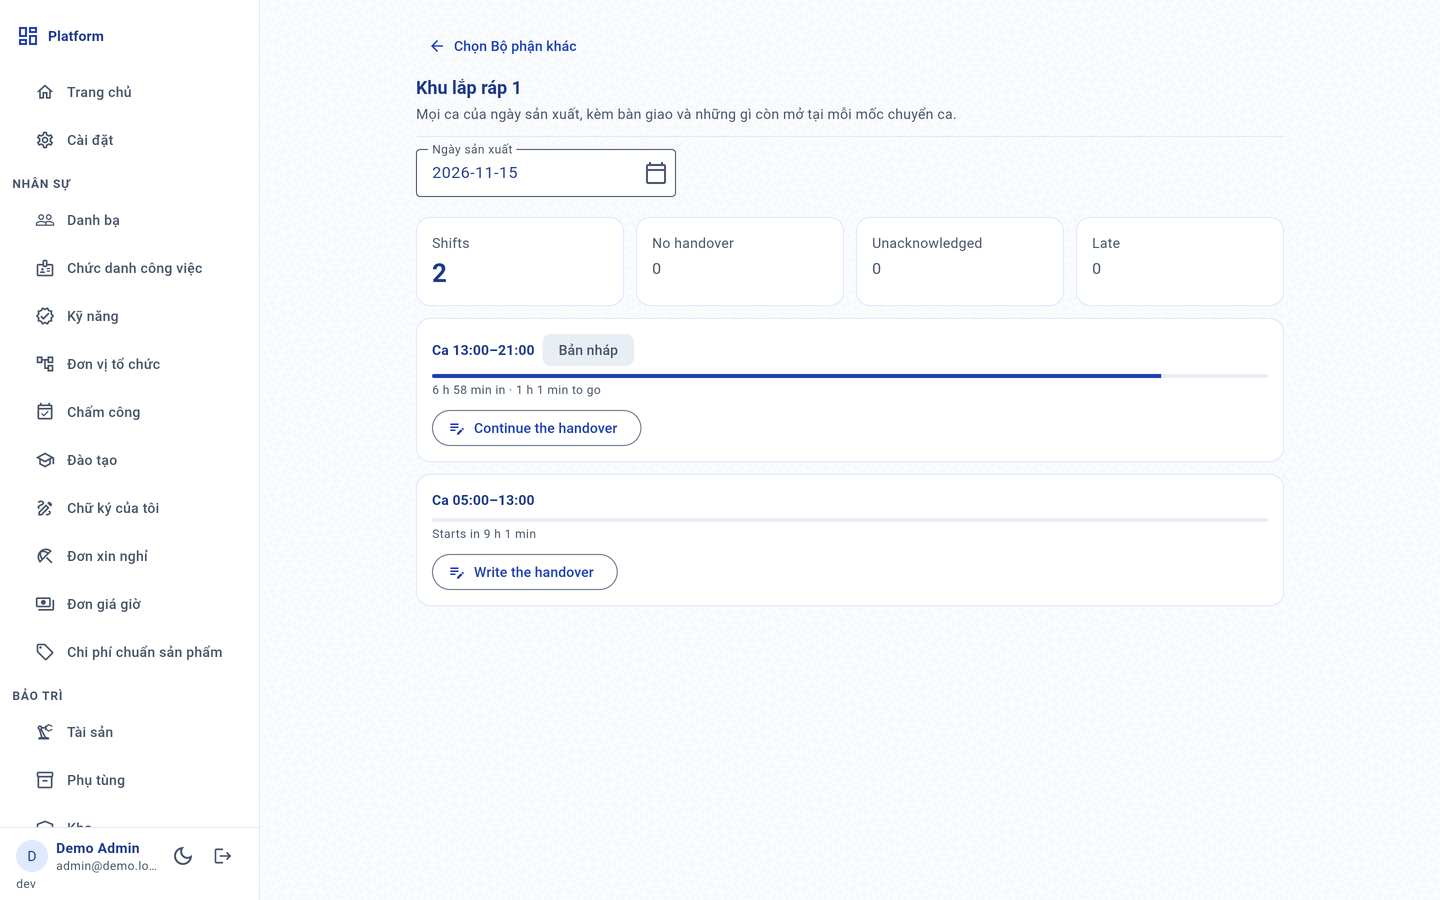 Platform
Trang chủ
Cài đặt
NHÂN SỰ
Danh bạ
Chức danh công việc
Kỹ năng
Đơn vị tổ chức
Chấm công
Đào tạo
Chữ ký của tôi
Đơn xin nghỉ
Đơn giá giờ
Chi phí chuẩn sản phẩm
BẢO TRÌ
Tài sản
Phụ tùng
Kho
D
Demo Admin
admin@demo.lo…
dev
Chọn Bộ phận khác
Khu lắp ráp 1
Mọi ca của ngày sản xuất, kèm bàn giao và những gì còn mở tại mỗi mốc chuyển ca.
Ngày sản xuất
2026-11-15
Shifts
2
No handover
0
Unacknowledged
0
Late
0
Ca 13:00–21:00
Bản nháp
6 h 58 min in · 1 h 1 min to go
Continue the handover
Ca 05:00–13:00
Starts in 9 h 1 min
Write the handover